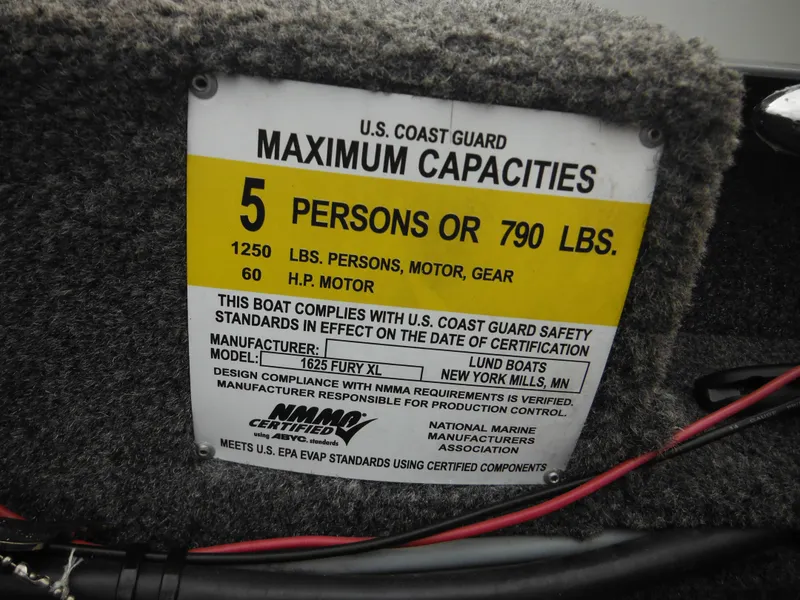 U.S. COAST GUARD
MAXIMUM CAPACITIES
5 PERSONS OR 790 LBS.
1250 LBS. PERSONS, MOTOR, GEAR
60 H.P. MOTOR
THIS BOAT COMPLIES WITH U.S. COAST GUARD SAFETY
STANDARDS IN EFFECT ON THE DATE OF CERTIFICATION
MANUFACTURER: LUND BOATS
MODEL: 1625 FURY XL NEW YORK MILLS, MN
DESIGN COMPLIANCE WITH NMMA REQUIREMENTS IS VERIFIED.
MANUFACTURER RESPONSIBLE FOR PRODUCTION CONTROL.
NMMA®
CERTIFIED
using ABYC. standards
NATIONAL MARINE
MANUFACTURERS
ASSOCIATION
MEETS U.S. EPA EVAP STANDARDS USING CERTIFIED COMPONENTS